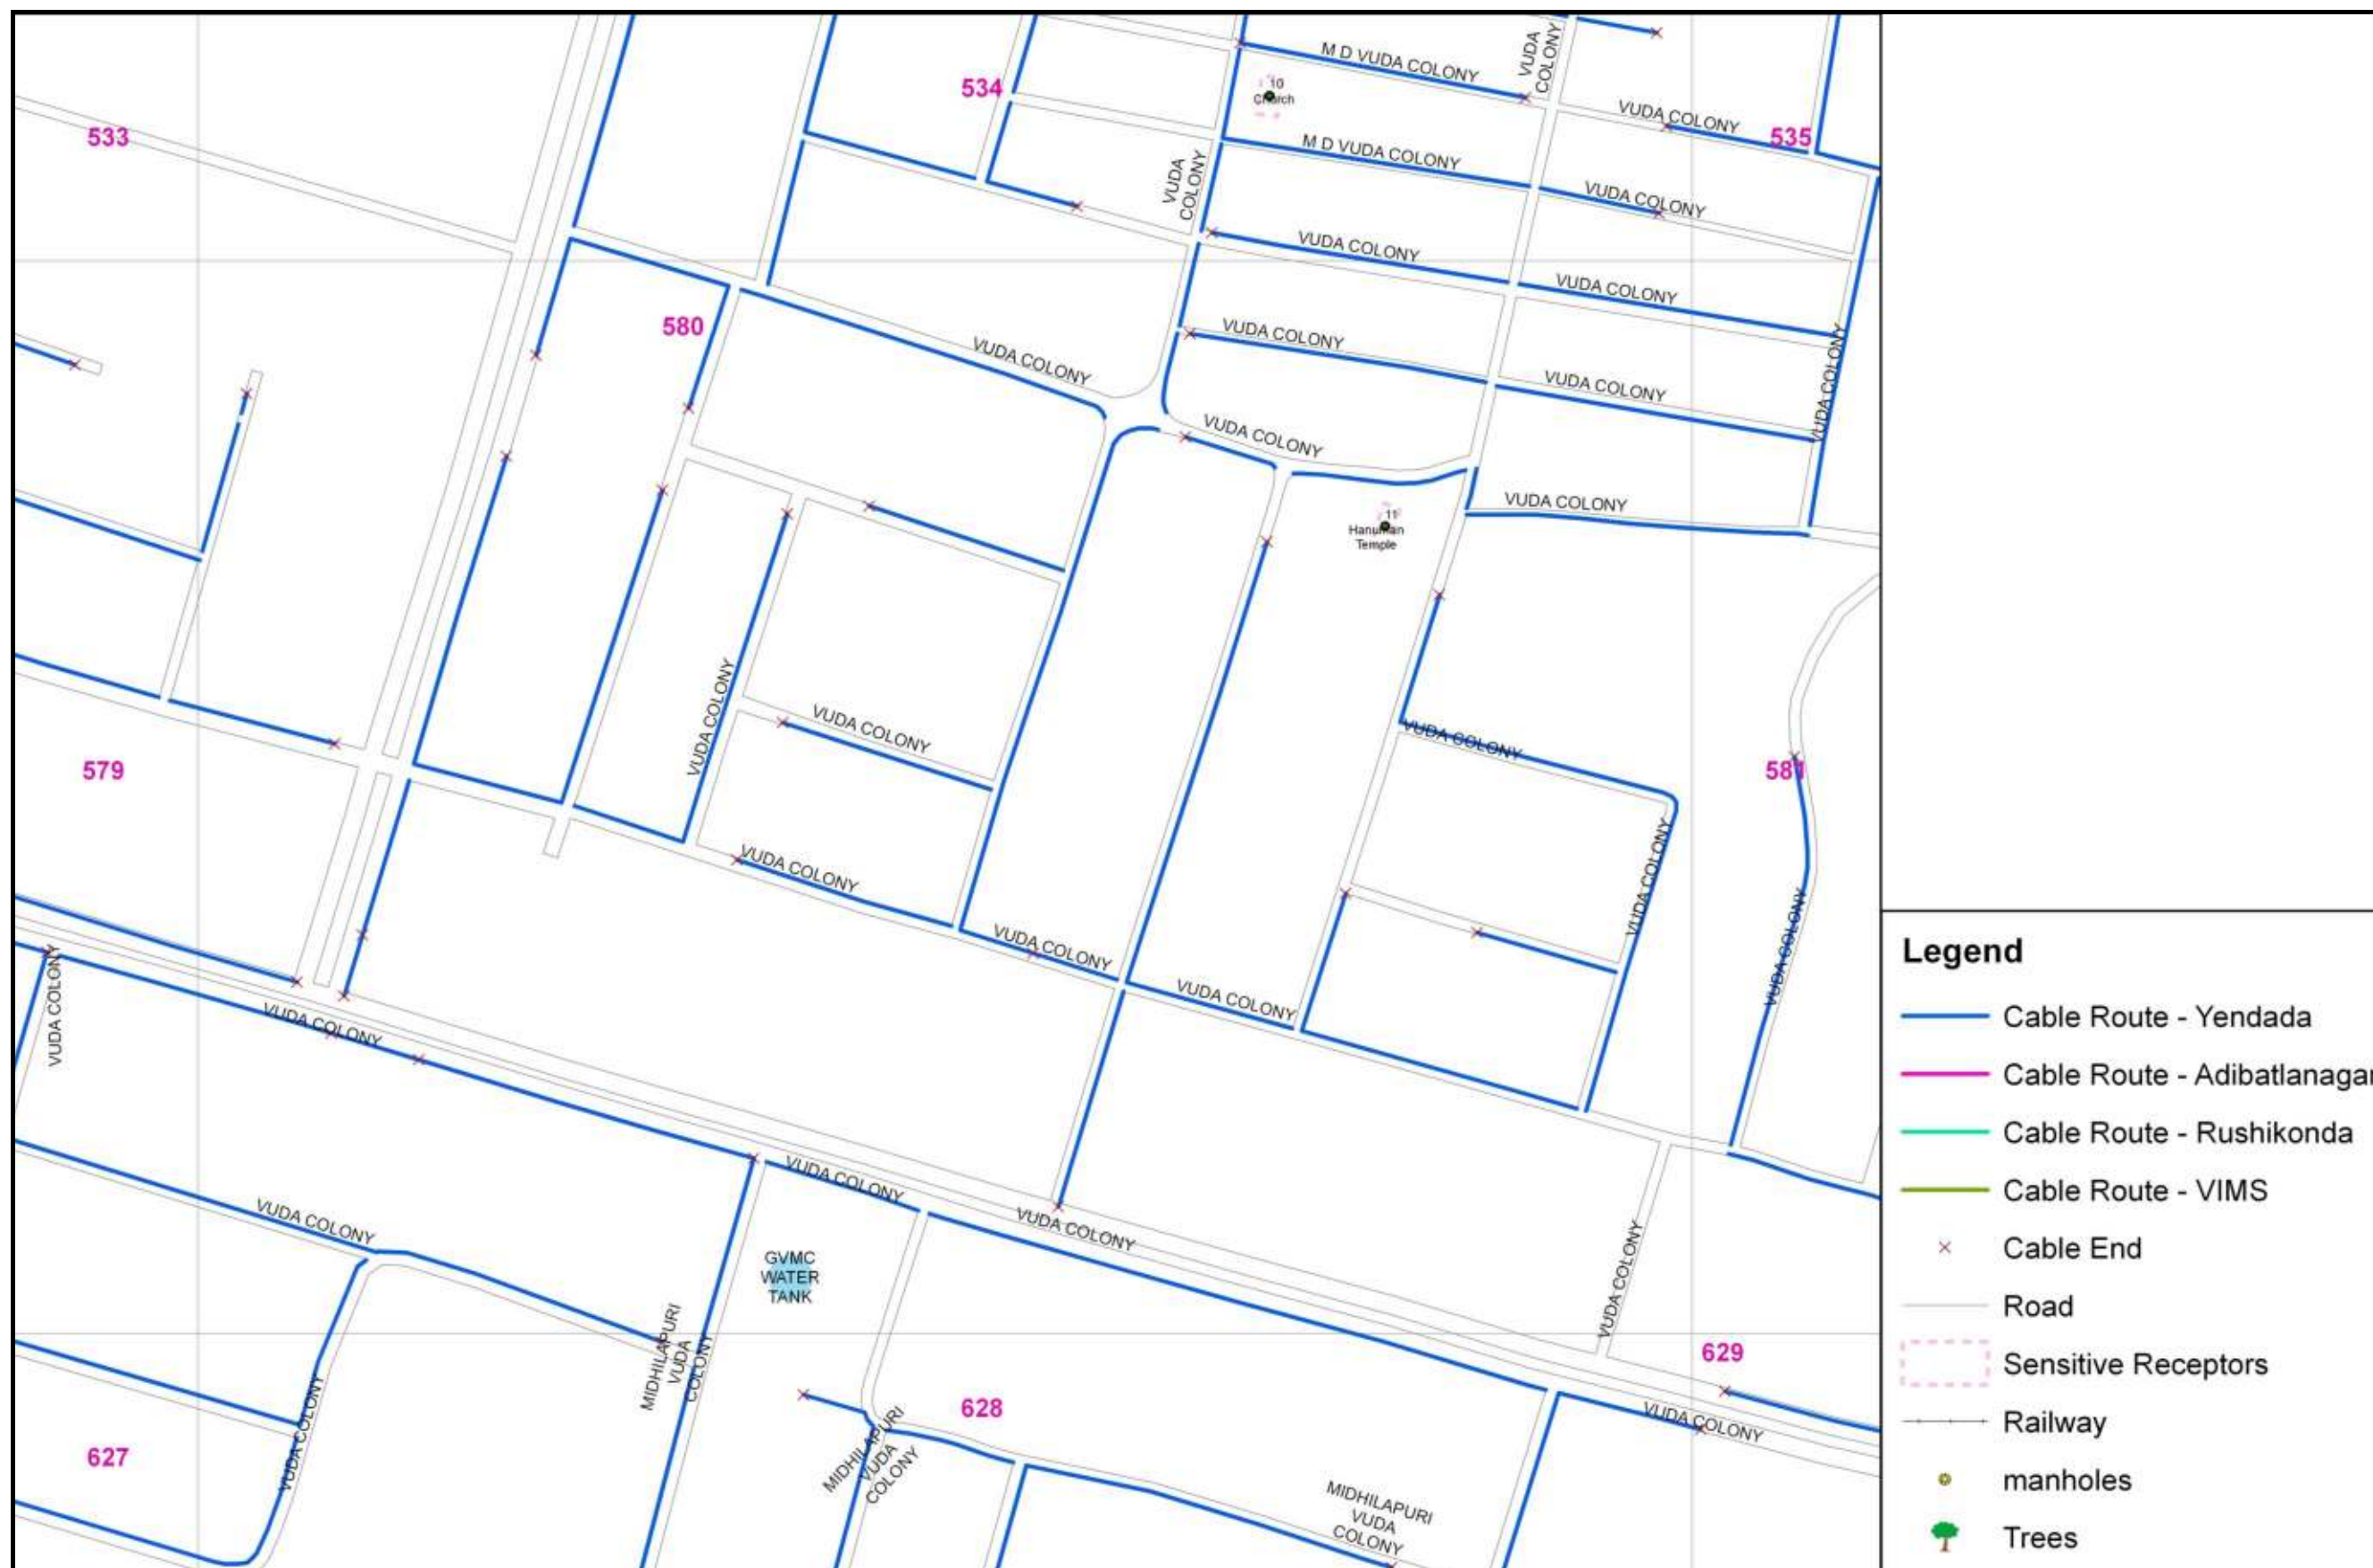 M D VUDA COLONY
VUDA
COLONY
534
10
Church
VUDA COLONY
533
535
M D VUDA COLONY
VUDA
COLONY
VUDA COLONY
VUDA COLONY
VUDA COLONY
580
VUDA COLONY
VUDA COLONY
VUDA COLONY
VUDA COLONY
VUDA COLONY
VUDA COLONY
11
Hanuman
Temple
VUDA COLONY
VUDA COLONY
VUDA COLONY
VUDA COLONY
579
581
VUDA COLONY
VUDA COLONY
VUDA COLONY
VUDA COLONY
VUDA COLONY
VUDA COLONY
VUDA COLONY
VUDA COLONY
VUDA COLONY
VUDA COLONY
VUDA COLONY
GVMC
WATER
TANK
VUDA COLONY
MIDHILAPURI
VUDA
COLONY
629
VUDA COLONY
628
VUDA COLONY
627
MIDHILAPURI
VUDA
COLONY
MIDHILAPURI
VUDA
COLONY
Legend
Cable Route - Yendada
Cable Route - Adibatlanagar
Cable Route - Rushikonda
Cable Route - VIMS
Cable End
Road
Sensitive Receptors
Railway
manholes
Trees